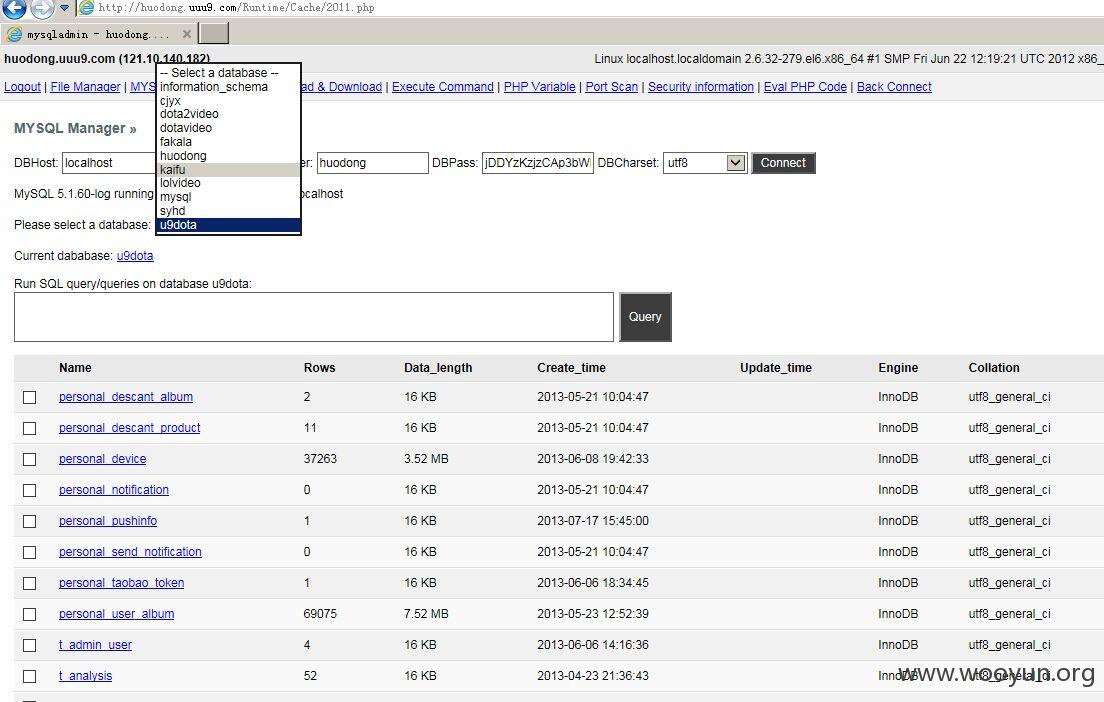 http://huodong.uuu9.com/Runtime/Cache/2011.php
mysqladmin - huodong....
huodong.uuu9.com (121.10.140.182) Linux localhost.localdomain 2.6.32-279.el6.x86_64 #1 SMP Fri Jun 22 12:19:21 UTC 2012 x86_
Logout | File Manager | MYS ad & Download | Execute Command | PHP Variable | Port Scan | Security information | Eval PHP Code | Back Connect
-- Select a database --
information_schema
cjyx
dota2video
dotavideo
fakala
huodong
kaifu
lolvideo
mysql
syhd
u9dota
MYSQL Manager »
DBHost: localhost er: huodong DBPass: jDDYzKzjzCAp3bW DBCharset: utf8 Connect
MySQL 5.1.60-log running ocalhost
Please select a database:
Current dababase: u9dota
Run SQL query/queries on database u9dota:
Query
Name Rows Data_length Create_time Update_time Engine Collation
personal_descant_album 2 16 KB 2013-05-21 10:04:47 InnoDB utf8_general_ci
personal_descant_product 11 16 KB 2013-05-21 10:04:47 InnoDB utf8_general_ci
personal_device 37263 3.52 MB 2013-06-08 19:42:33 InnoDB utf8_general_ci
personal_notification 0 16 KB 2013-05-21 10:04:47 InnoDB utf8_general_ci
personal_pushinfo 1 16 KB 2013-07-17 15:45:00 InnoDB utf8_general_ci
personal_send_notification 0 16 KB 2013-05-21 10:04:47 InnoDB utf8_general_ci
personal_taobao_token 1 16 KB 2013-06-06 18:34:45 InnoDB utf8_general_ci
personal_user_album 69075 7.52 MB 2013-05-23 12:52:39 InnoDB utf8_general_ci
t_admin_user 4 16 KB 2013-06-06 14:16:36 InnoDB utf8_general_ci
t_analysis 52 16 KB 2013-04-23 21:36:43 InnoDB utf8_general_ci
www.wooyun.org